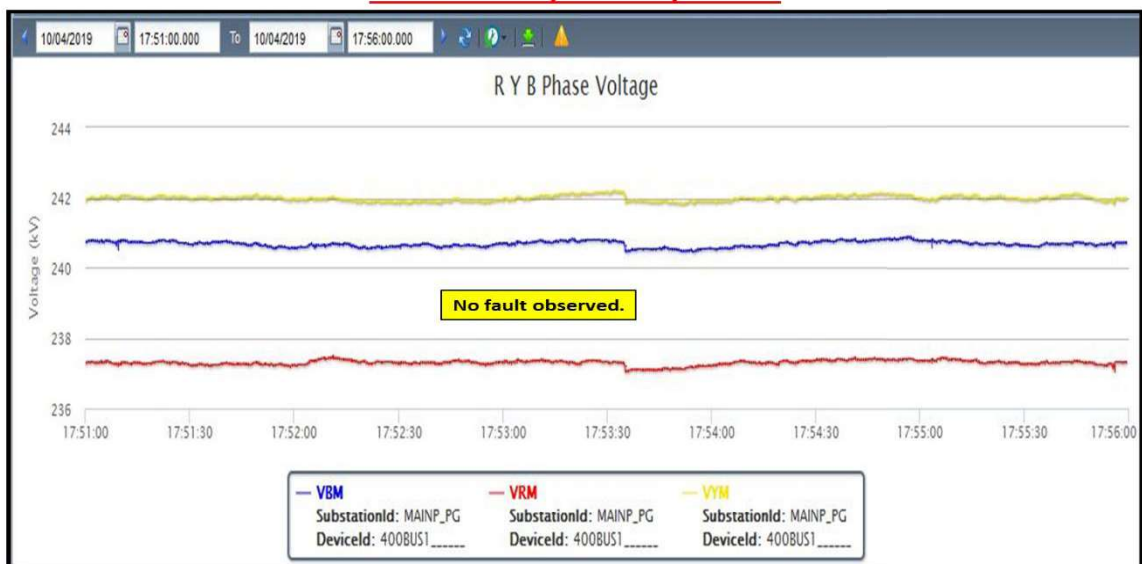 10/04/2019 17:51:00.000 To 10/04/2019 17:56:00.000
R Y B Phase Voltage
244
242
240
238
236
Voltage (kV)
No fault observed.
17:51:00 17:51:30 17:52:00 17:52:30 17:53:00 17:53:30 17:54:00 17:54:30 17:55:00 17:55:30 17:56:00
VBM VRM VYM
SubstationId: MAINP_PG SubstationId: MAINP_PG SubstationId: MAINP_PG
DeviceId: 400BUS1______ DeviceId: 400BUS1______ DeviceId: 400BUS1______